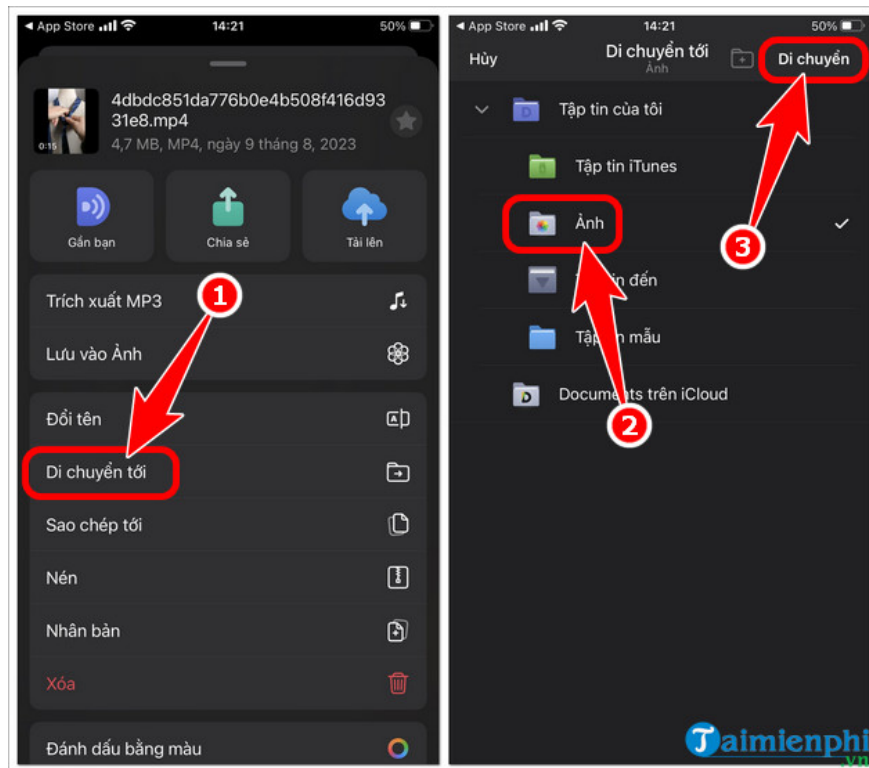 App Store
14:21
50%
4dbdc851da776b0e4b508f416d93
31e8.mp4
0:15
4,7 MB, MP4, ngày 9 tháng 8, 2023
Gần bạn
Chia sẻ
Tải lên
Trích xuất MP3
1
Lưu vào Ảnh
Đổi tên
Di chuyển tới
Sao chép tới
Nén
Nhân bản
Xóa
Đánh dấu bằng màu
App Store
14:21
50%
Hủy
Di chuyển tới
Ảnh
Di chuyển
Tập tin của tôi
Tập tin iTunes
Ảnh
3
đến
mẫu
Documents trên iCloud
2
Taimienphi
.vn